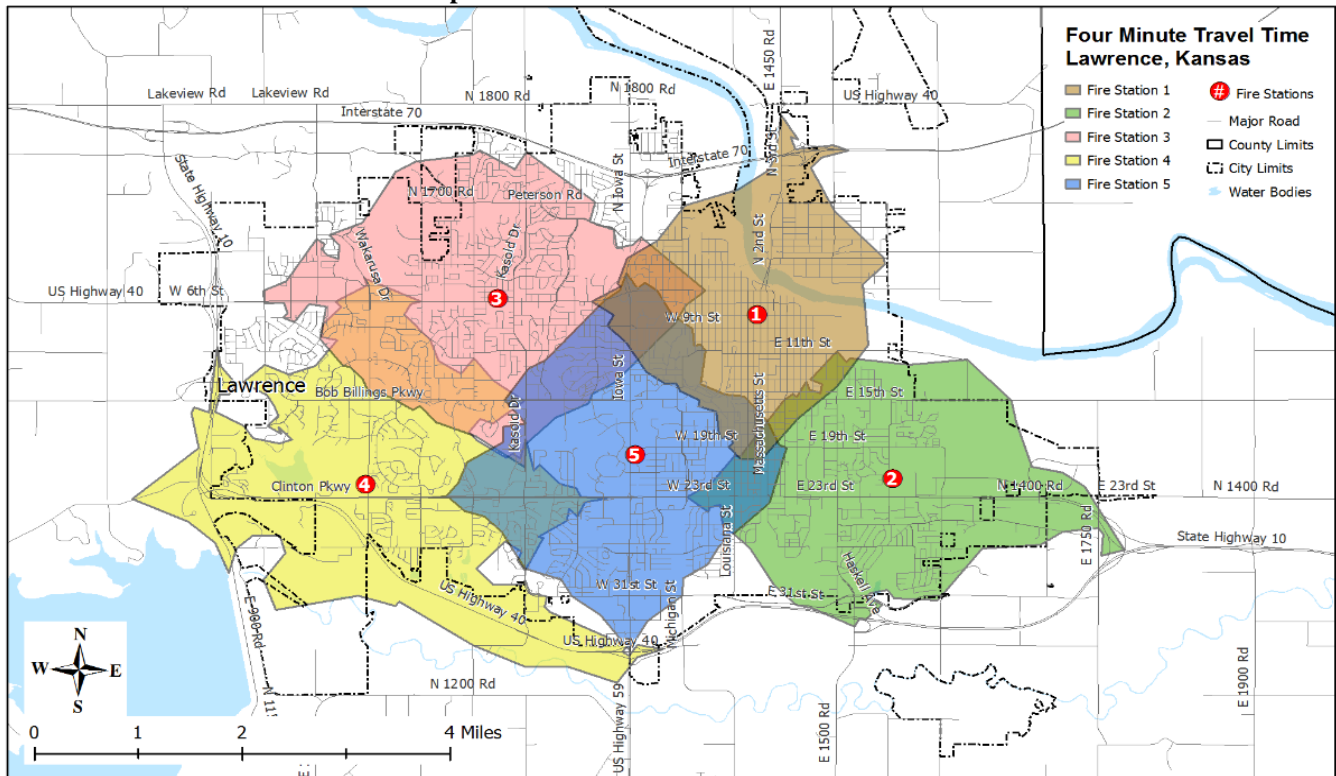 Four Minute Travel Time
Lawrence, Kansas
Fire Station 1
Fire Station 2
Fire Station 3
Fire Station 4
Fire Station 5
# Fire Stations
Major Road
County Limits
City Limits
Water Bodies
E 1450 Rd
Lakeview Rd
Lakeview Rd
N 1800 Rd
N 1800 Rd
US Highway 40
Interstate 70
Interstate 70
N 3rd St
State Highway 10
N 1700 Rd
Peterson Rd
N Iowa St
Wakarusa Dr
Kasold Dr
N 2nd St
US Highway 40
W 6th St
3
1
W 9th St
E 11th St
Lawrence
Bob Billings Pkwy
Iowa St
Kasold Dr
Massachusetts St
E 15th St
W 19th St
E 19th St
5
4
2
Clinton Pkwy
W 23rd St
E 23rd St
N 1400 Rd
E 23rd St
N 1400 Rd
Louisiana St
E 1750 Rd
State Highway 10
Haskell Ave
W 31st St
E 31st St
E 900 Rd
US Highway 40
US Highway 40
Michigan St
N 1200 Rd
US Highway 59
E 1500 Rd
E 1900 Rd
N
W E
S
0 1 2 4 Miles